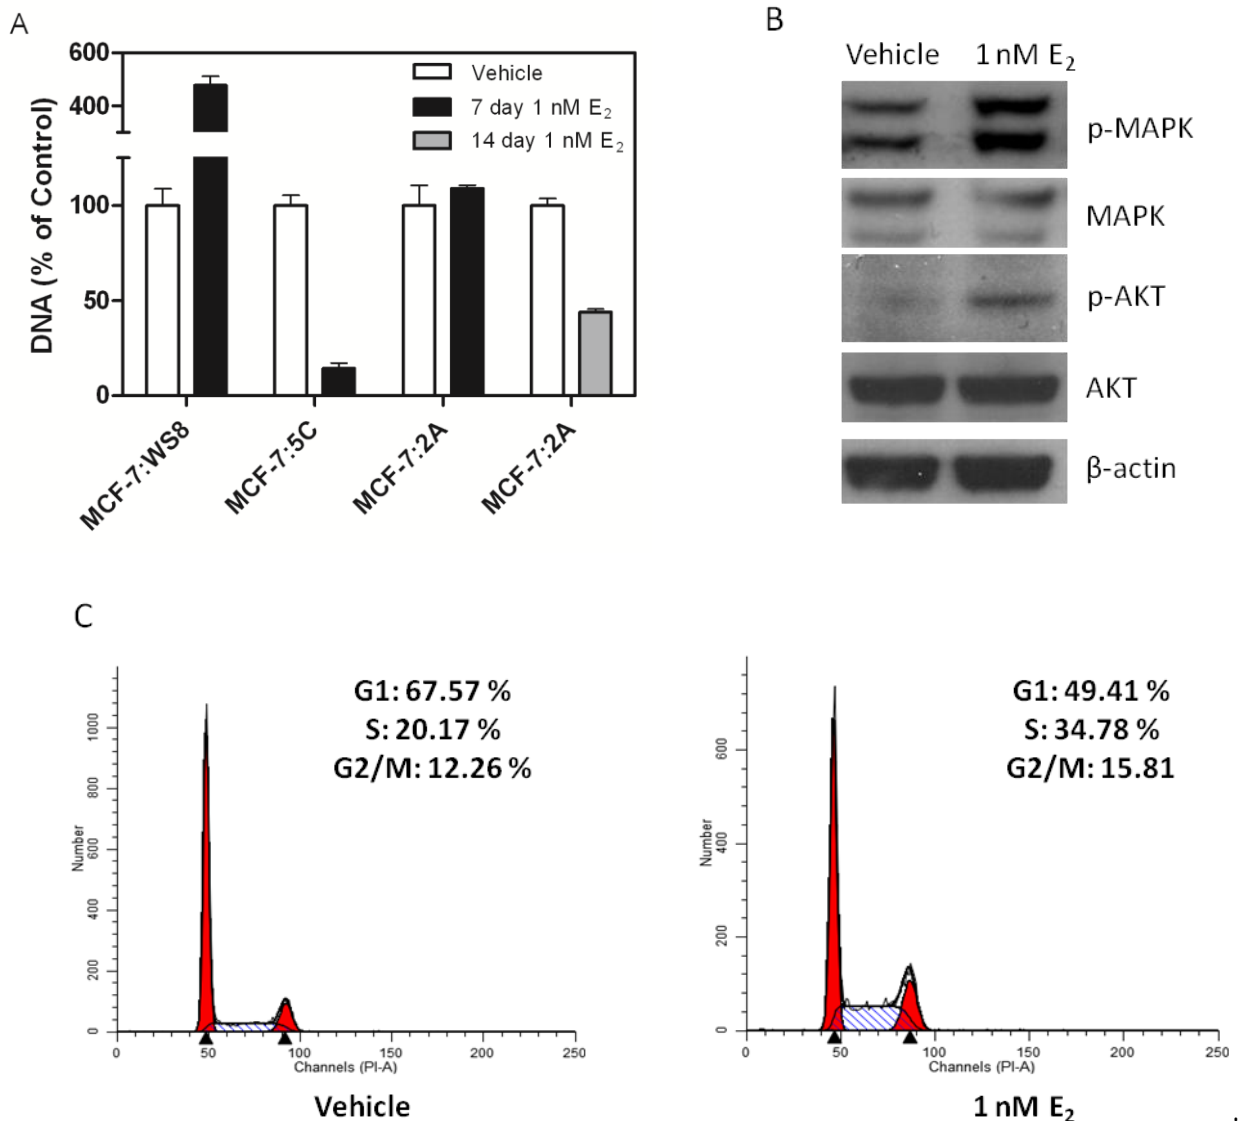 A
600
400
100
50
0
DNA (% of Control)
Vehicle
7 day 1 nM E₂
14 day 1 nM E₂
MCF-7:WS8
MCF-7:5C
MCF-7:2A
MCF-7:2A
B
Vehicle 1 nM E₂
p-MAPK
MAPK
p-AKT
AKT
β-actin
C
G1: 67.57 %
S: 20.17 %
G2/M: 12.26 %
Number
1000
800
600
400
200
0
0 50 100 150 200 250
Channels (PI-A)
Vehicle
G1: 49.41 %
S: 34.78 %
G2/M: 15.81
Number
600
400
200
0
0 50 100 150 200 250
Channels (PI-A)
1 nM E₂
.